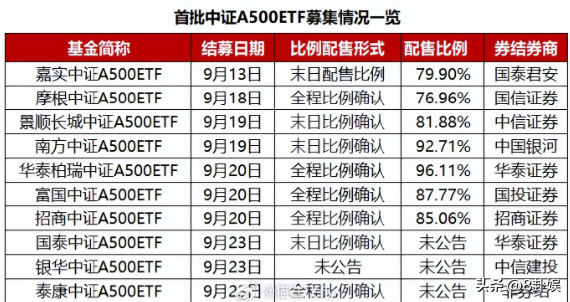 首批中证A500ETF募集情况一览
基金简称 结募日期 比例配售形式 配售比例 券结券商
嘉实中证A500ETF 9月13日 末日配售比例 79.90% 国泰君安
摩根中证A500ETF 9月18日 全程比例确认 76.96% 国信证券
景顺长城中证A500ETF 9月19日 末日比例确认 81.88% 中信证券
南方中证A500ETF 9月19日 末日比例确认 92.71% 中国银河
华泰柏瑞中证A500ETF 9月20日 全程比例确认 96.11% 华泰证券
富国中证A500ETF 9月20日 全程比例确认 87.77% 国投证券
招商中证A500ETF 9月20日 全程比例确认 85.06% 招商证券
国泰中证A500ETF 9月23日 末日比例确认 未公告 华泰证券
银华中证A500ETF 9月23日 未公告 未公告 中信建投
泰康中证A500ETF 全程比例确认 未公告
头条 @8卦娱